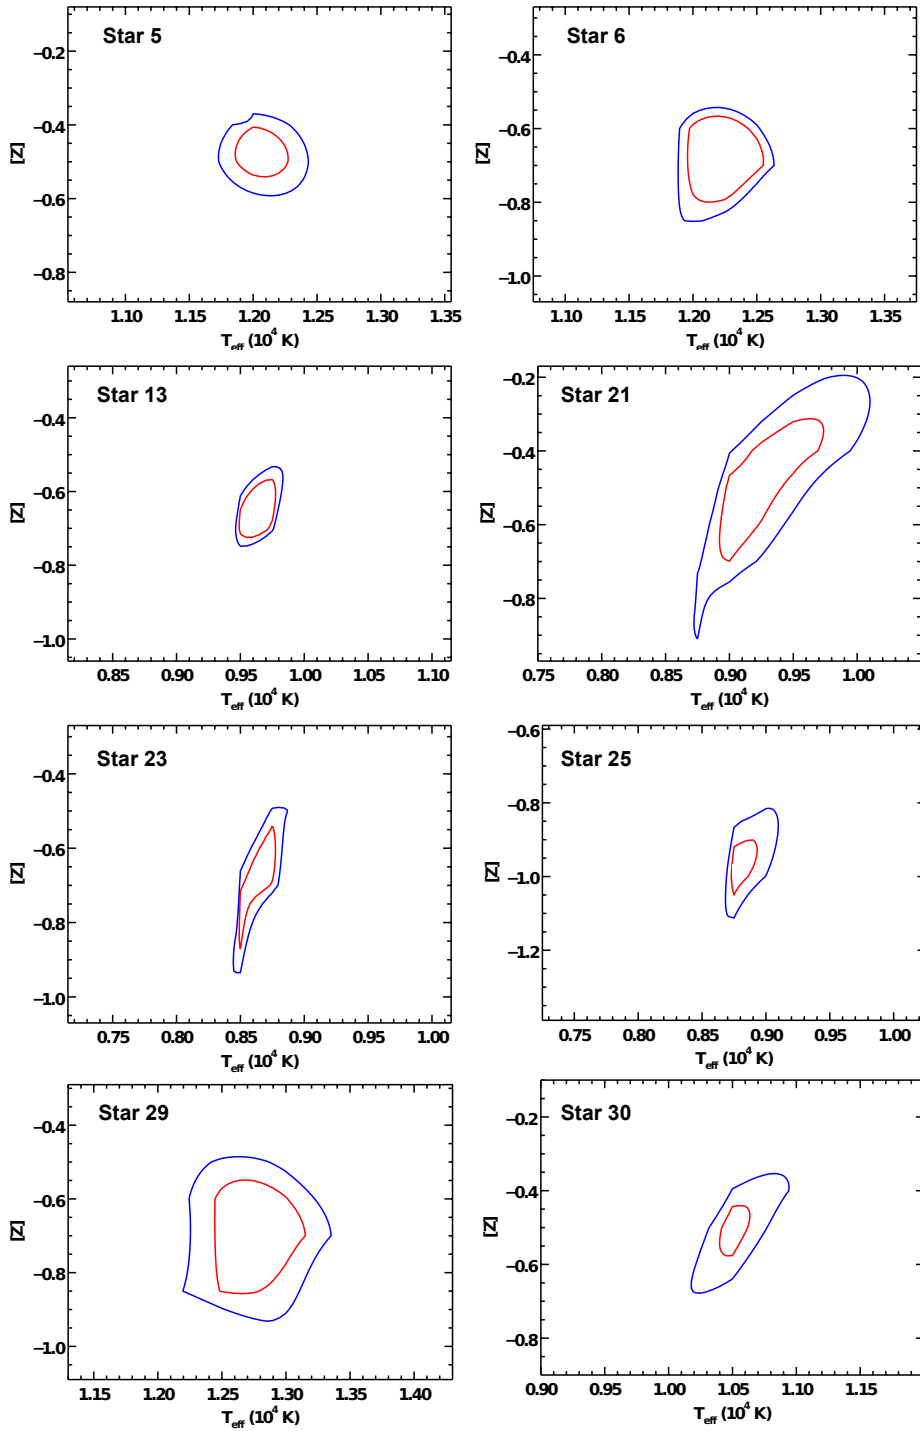 Star 5
−0.2
−0.4
−0.6
−0.8
[Z]
1.10 1.15 1.20 1.25 1.30 1.35
Teff (10^4 K)
Star 6
−0.4
−0.6
−0.8
−1.0
[Z]
1.10 1.15 1.20 1.25 1.30 1.35
Teff (10^4 K)
Star 13
−0.4
−0.6
−0.8
−1.0
[Z]
0.85 0.90 0.95 1.00 1.05 1.10
Teff (10^4 K)
Star 21
−0.2
−0.4
−0.6
−0.8
[Z]
0.75 0.80 0.85 0.90 0.95 1.00
Teff (10^4 K)
Star 23
−0.4
−0.6
−0.8
−1.0
[Z]
0.75 0.80 0.85 0.90 0.95 1.00
Teff (10^4 K)
Star 25
−0.6
−0.8
−1.0
−1.2
[Z]
0.75 0.80 0.85 0.90 0.95 1.00
Teff (10^4 K)
Star 29
−0.4
−0.6
−0.8
−1.0
[Z]
1.15 1.20 1.25 1.30 1.35 1.40
Teff (10^4 K)
Star 30
−0.2
−0.4
−0.6
−0.8
[Z]
0.90 0.95 1.00 1.05 1.10 1.15
Teff (10^4 K)